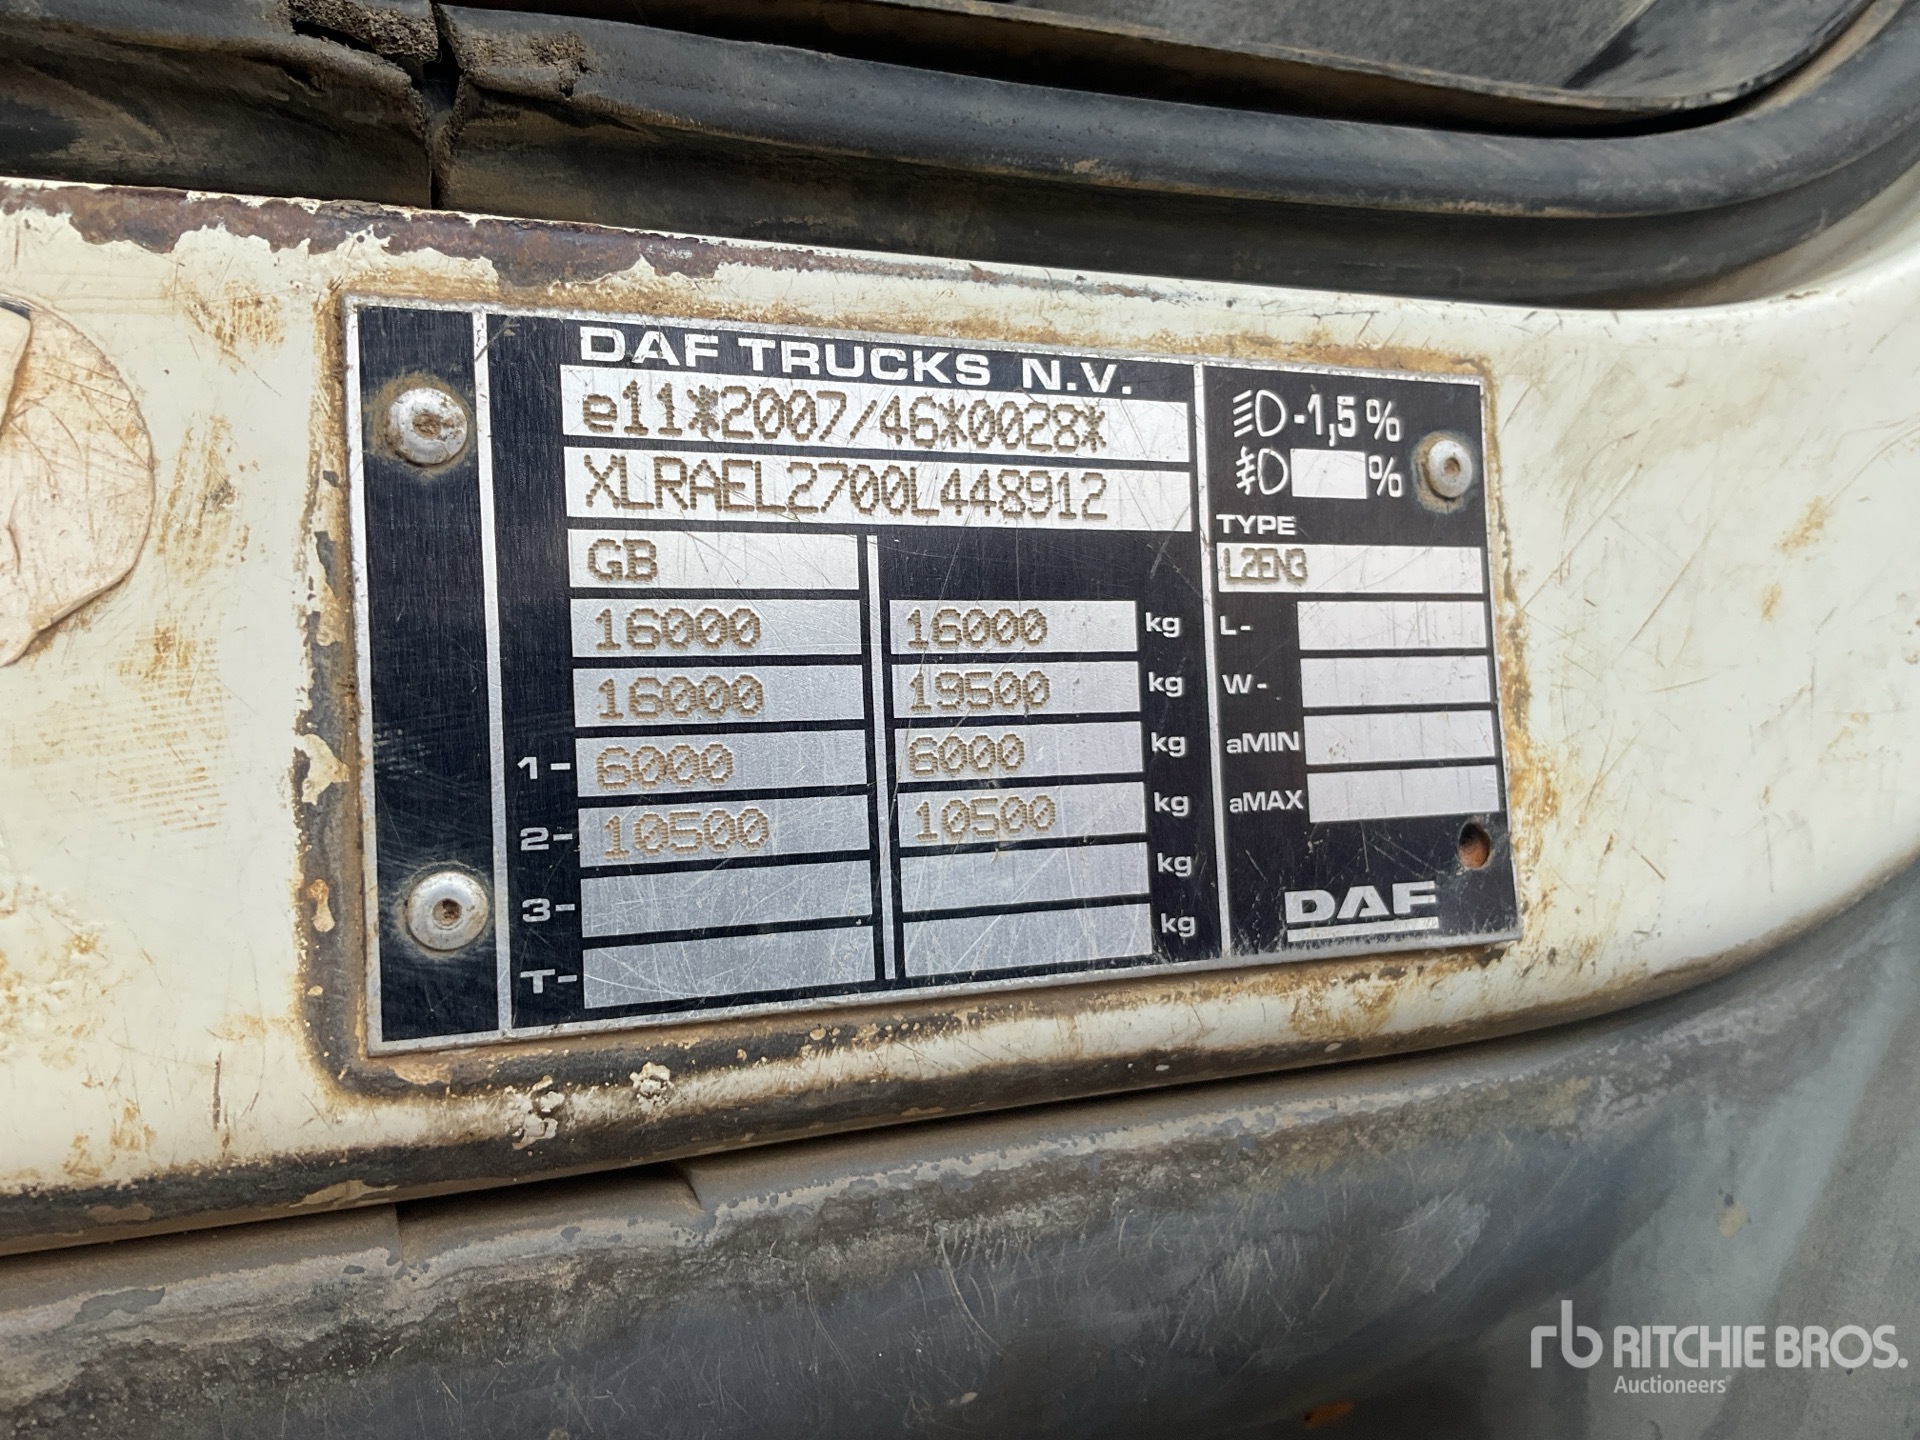 DAF TRUCKS N.V.
e11*2007/46*0028*
XLRAEL2700L448912
GB
16000 16000 kg
16000 19500 kg
1- 6000 6000 kg
2- 10500 10500 kg
3- kg
T- kg
-1,5 %
%
TYPE
L2EN3
L-
W-
aMIN
aMAX
DAF
rb RITCHIE BROS.
Auctioneers